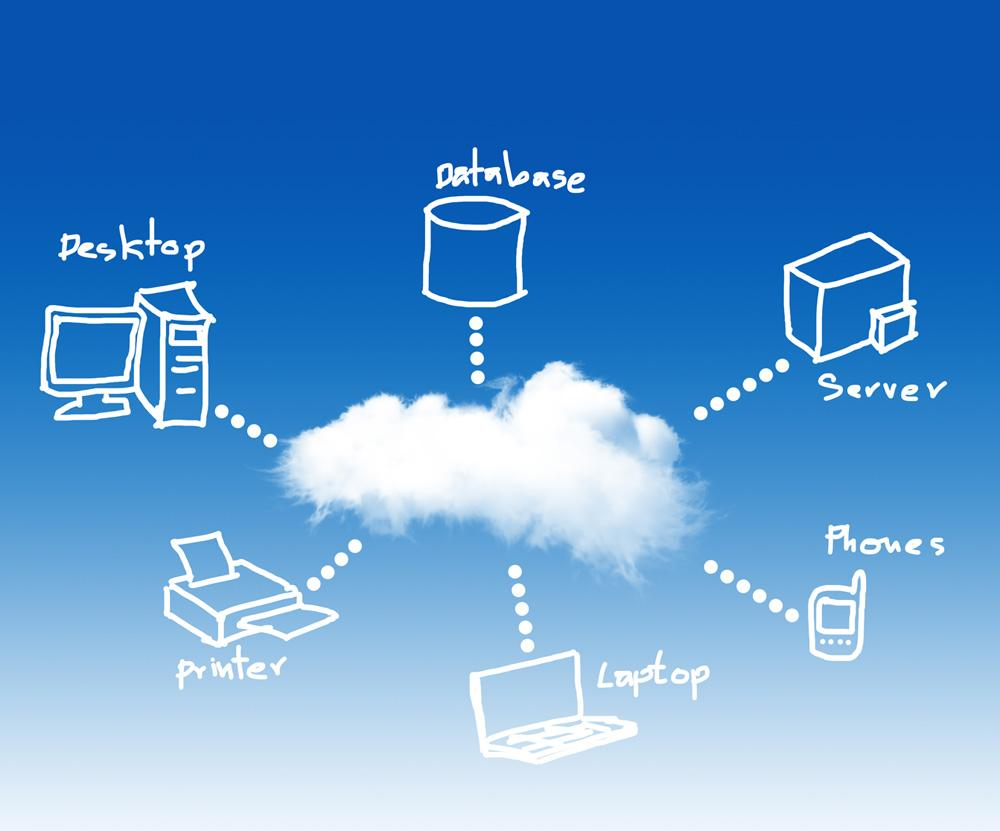 Database
Desktop
Server
Phones
printer
Laptop